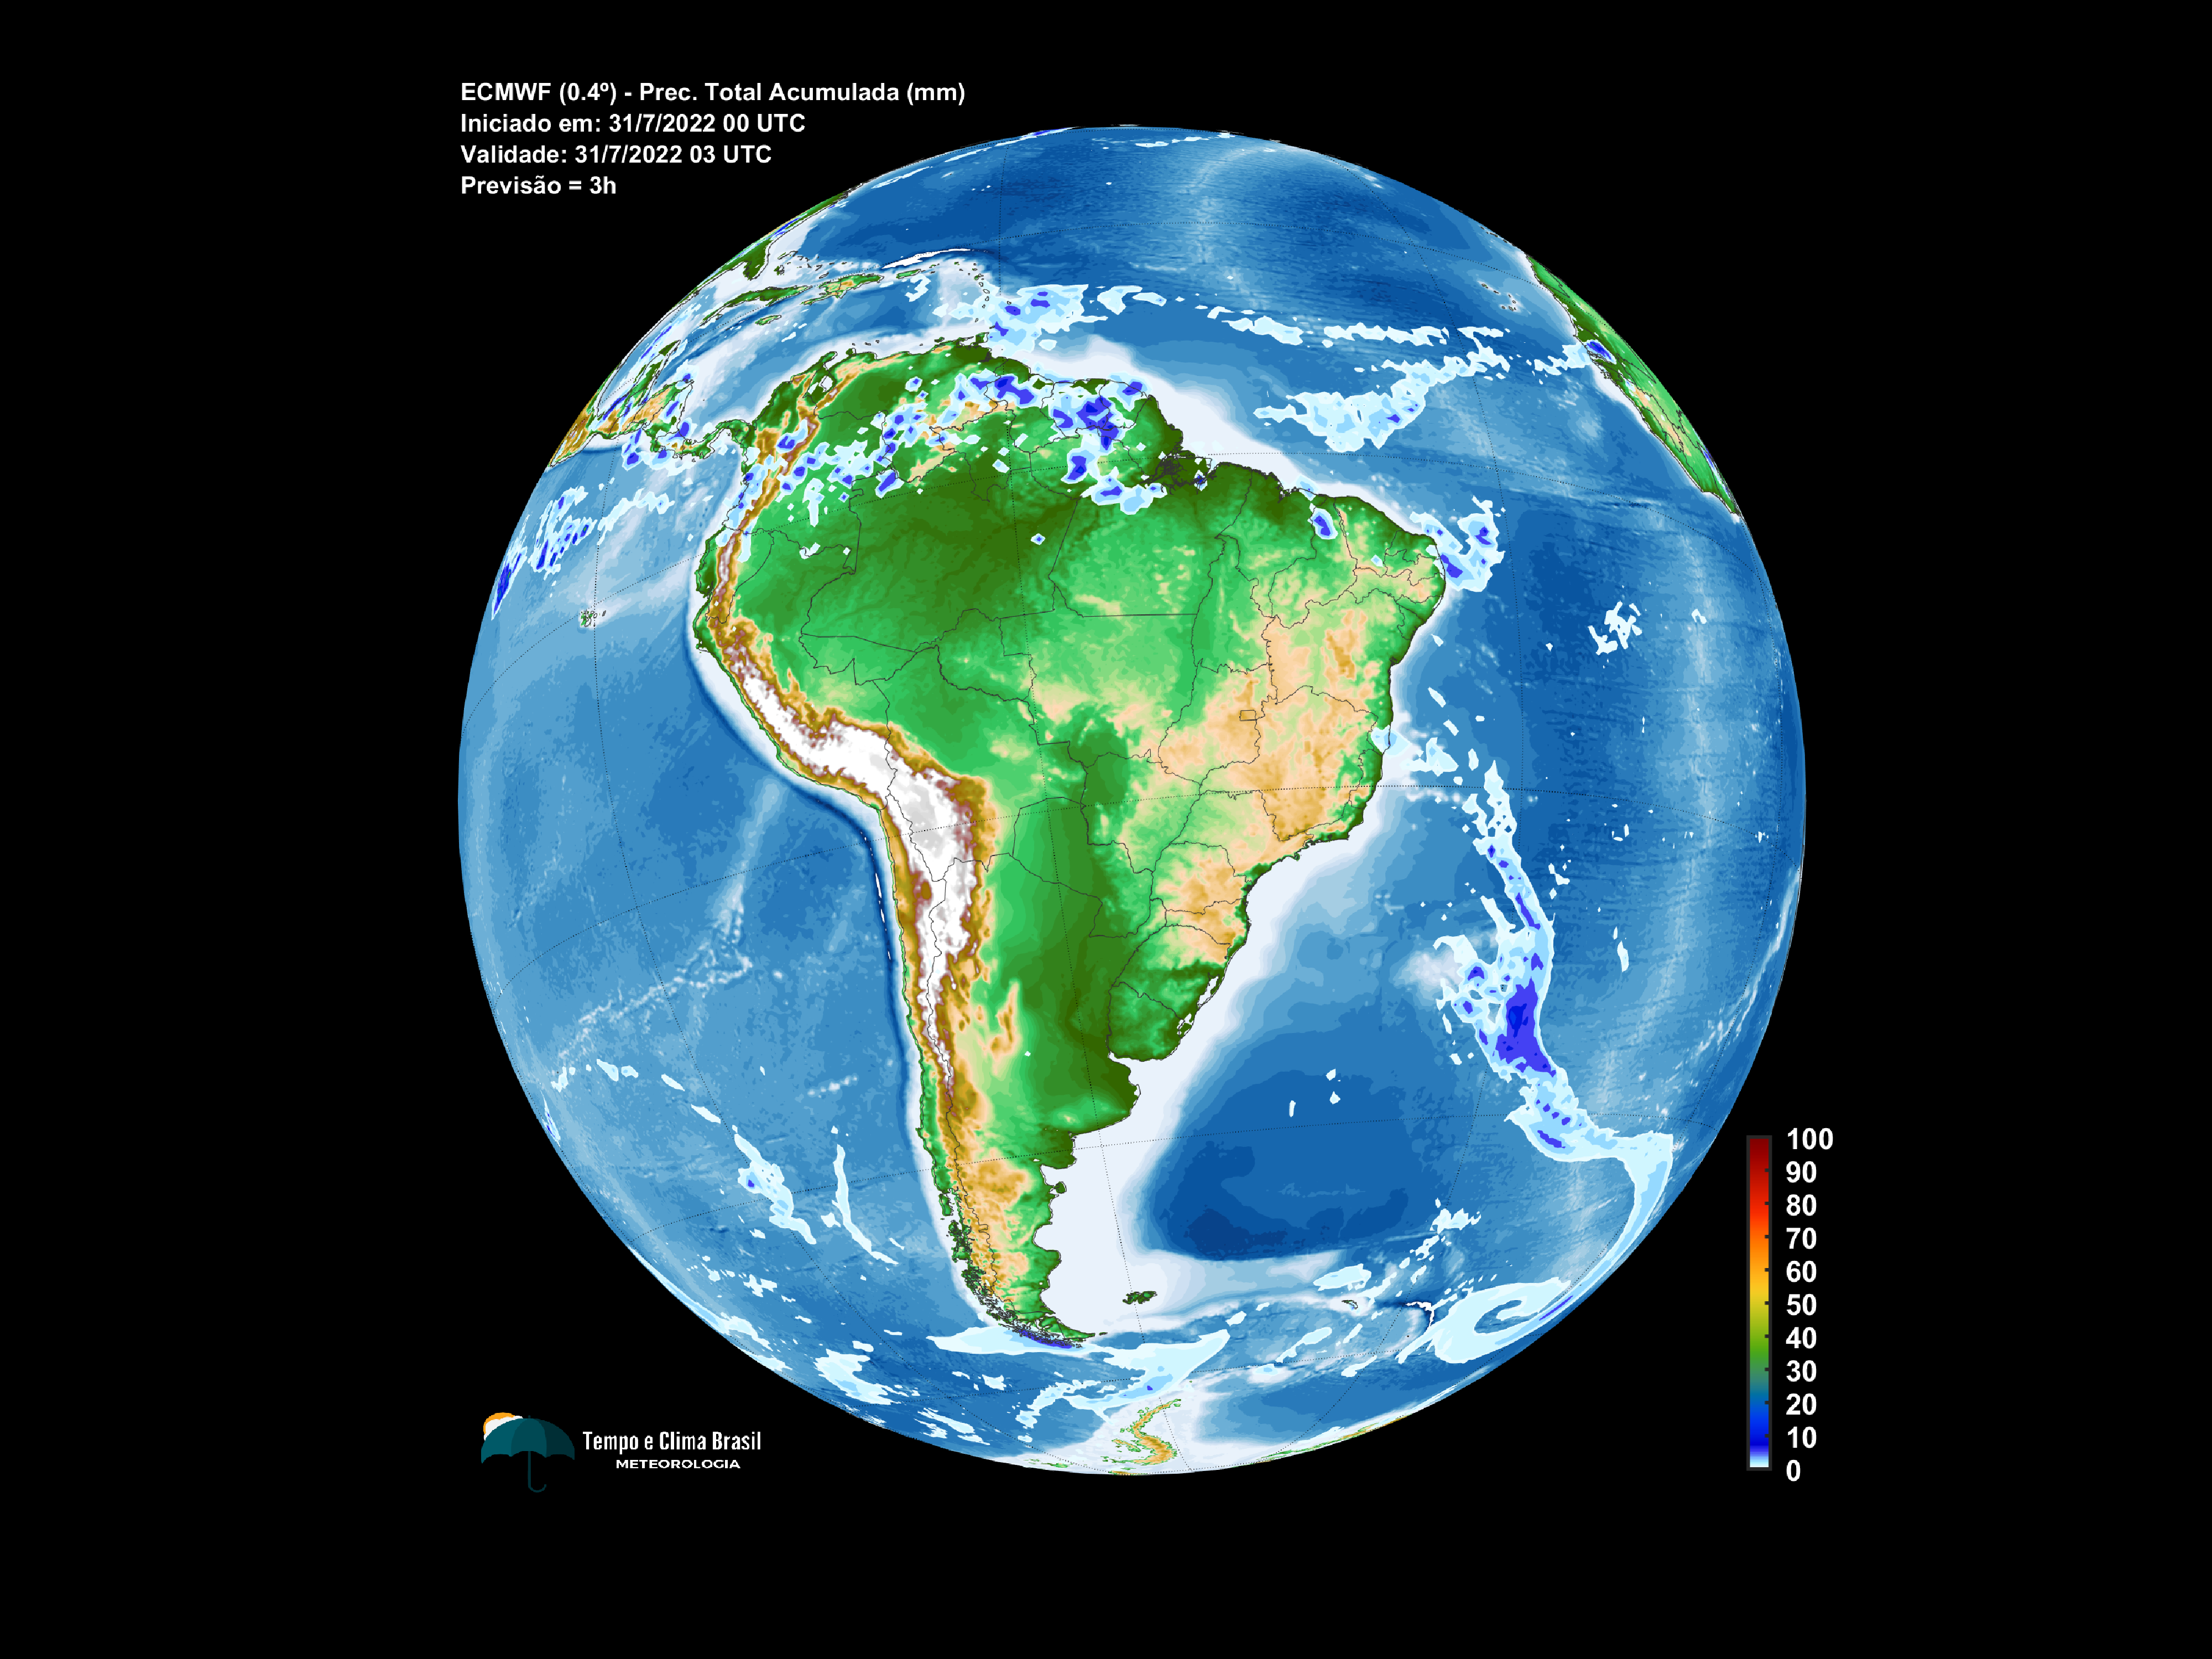 ECMWF (0.4º) - Prec. Total Acumulada (mm)
Iniciado em: 31/7/2022 00 UTC
Validade: 31/7/2022 03 UTC
Previsão = 3h
100
90
80
70
60
50
40
30
20
10
0
Tempo e Clima Brasil
METEOROLOGIA